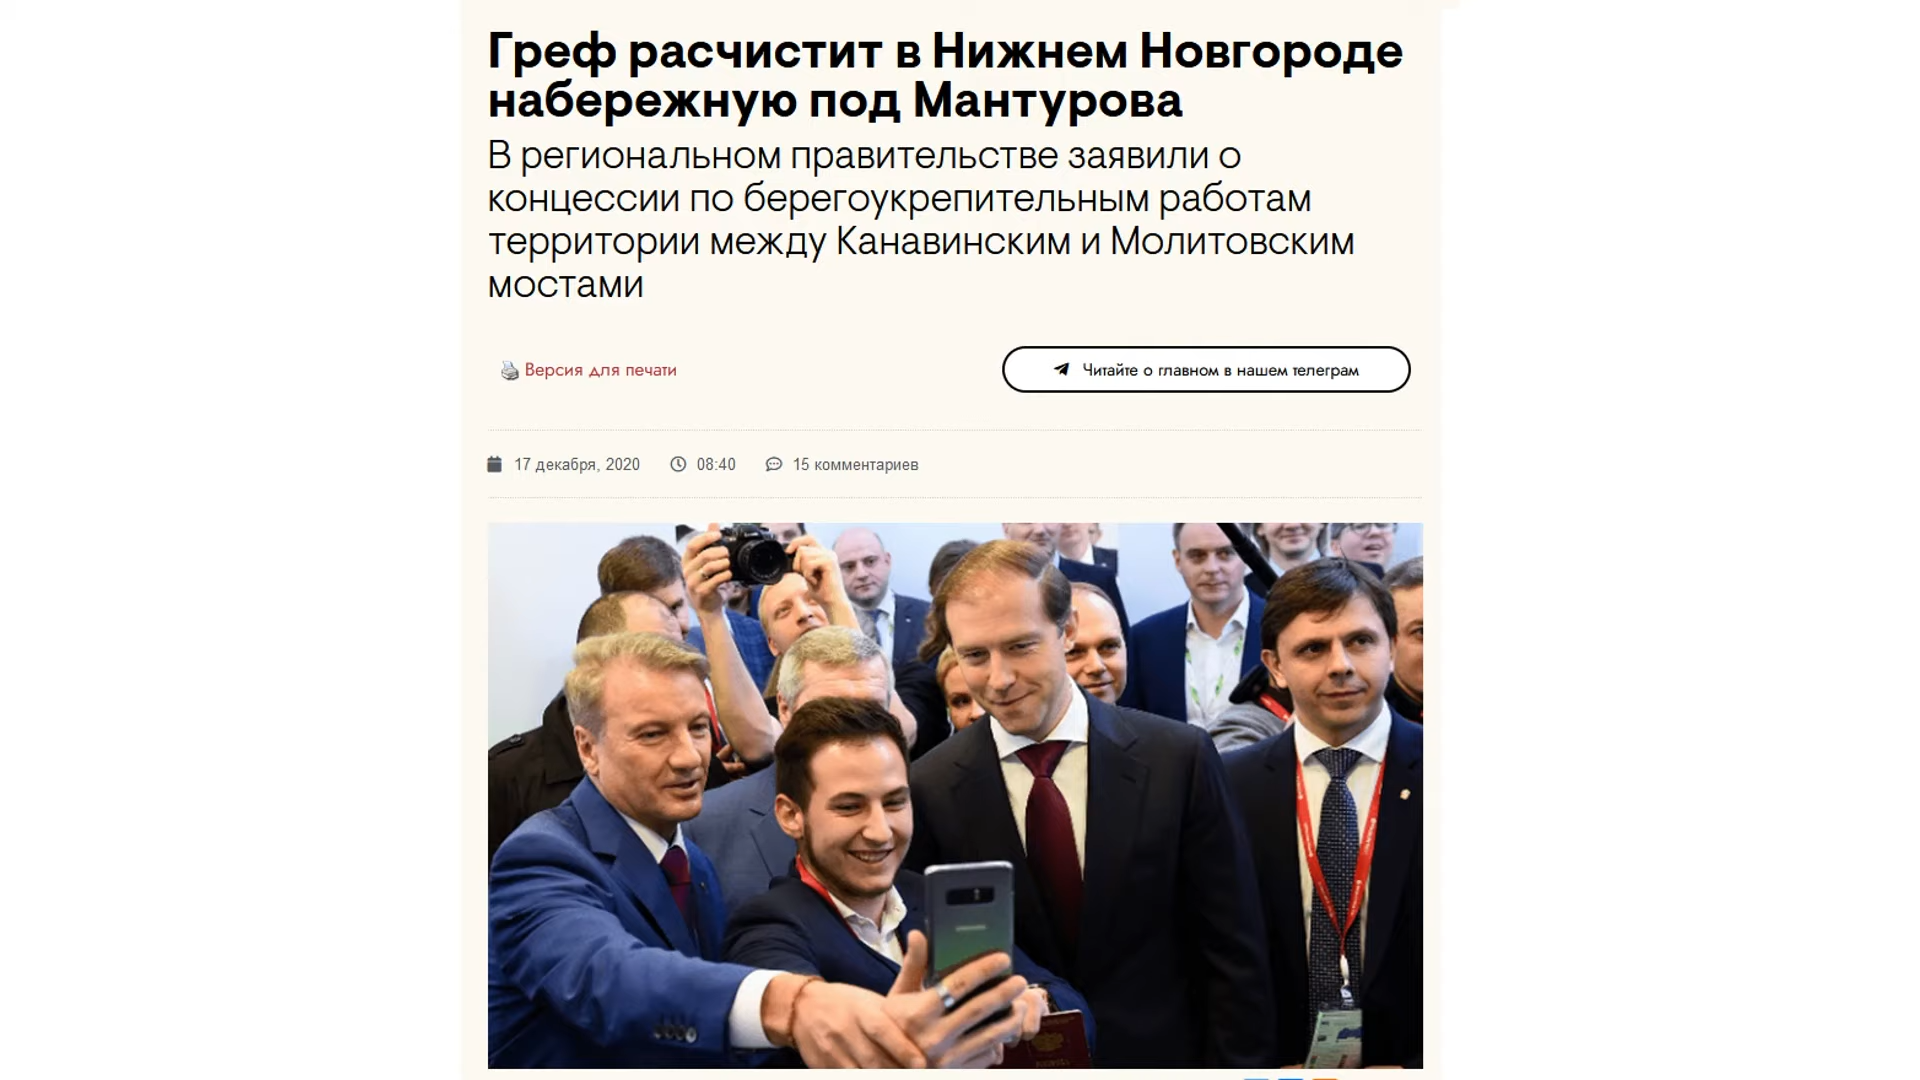 Греф расчистит в Нижнем Новгороде
набережную под Мантурова
В региональном правительстве заявили о
концессии по берегоукрепительным работам
территории между Канавинским и Молитовским
мостами
Версия для печати
Читайте о главном в нашем телеграм
17 декабря, 2020 08:40 15 комментариев